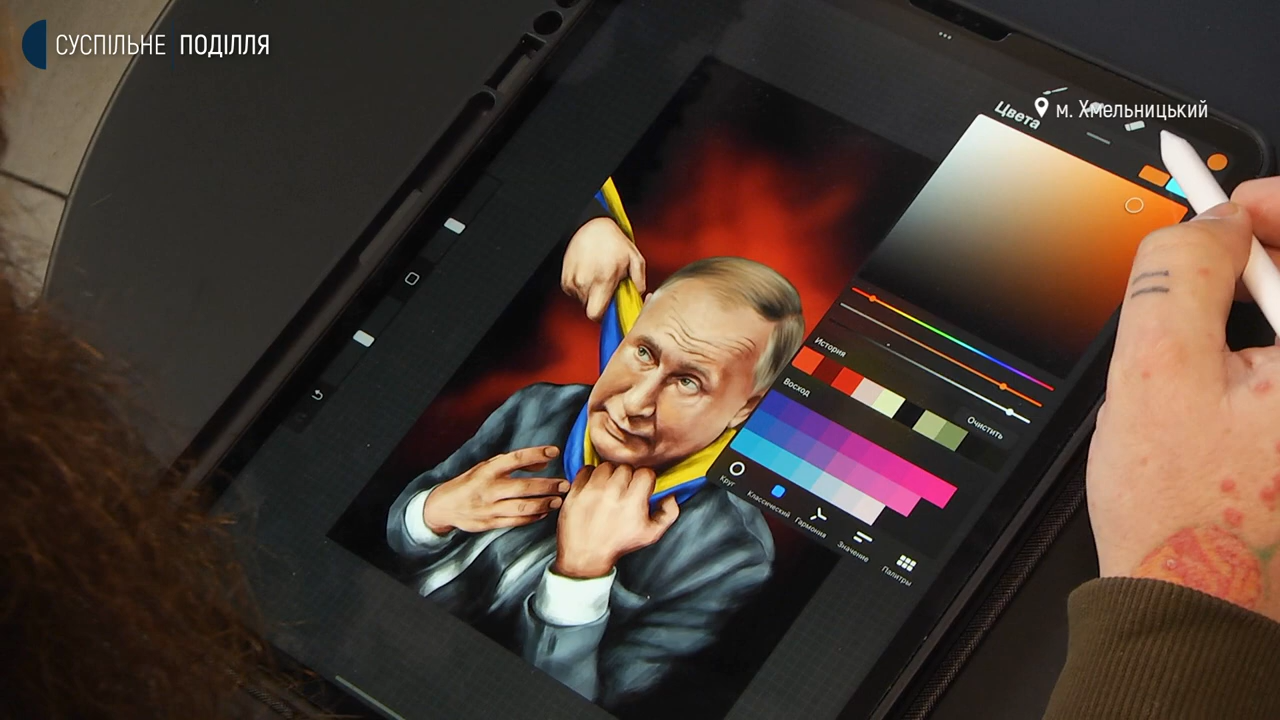 СУСПІЛЬНЕ ПОДІЛЛЯ
м. Хмельницький
Цвета
История
Очистить
Восход
Круг
Классический
Гармония
Значение
Палитры